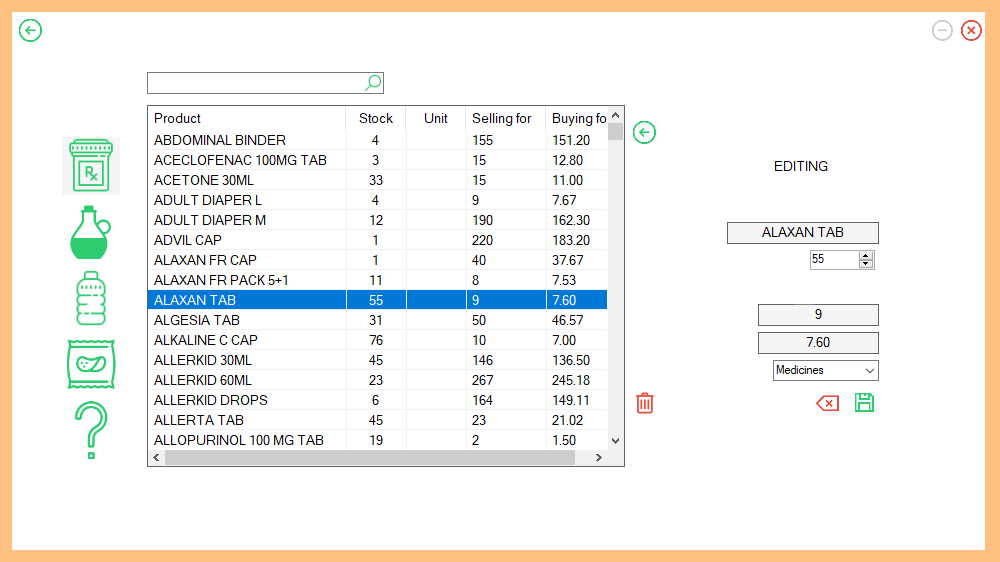 Product Stock Unit Selling for Buying fo
ABDOMINAL BINDER 4 155 151.20
ACECLOFENAC 100MG TAB 3 15 12.80
ACETONE 30ML 33 15 11.00
ADULT DIAPER L 4 9 7.67
ADULT DIAPER M 12 190 162.30
ADVIL CAP 1 220 183.20
ALAXAN FR CAP 1 40 37.67
ALAXAN FR PACK 5+1 11 8 7.53
ALAXAN TAB 55 9 7.60
ALGESIA TAB 31 50 46.57
ALKALINE C CAP 76 10 7.00
ALLERKID 30ML 45 146 136.50
ALLERKID 60ML 23 267 245.18
ALLERKID DROPS 6 164 149.11
ALLERTA TAB 45 23 21.02
ALLOPURINOL 100 MG TAB 19 2 1.50
Rx
EDITING
ALAXAN TAB
55
9
7.60
Medicines